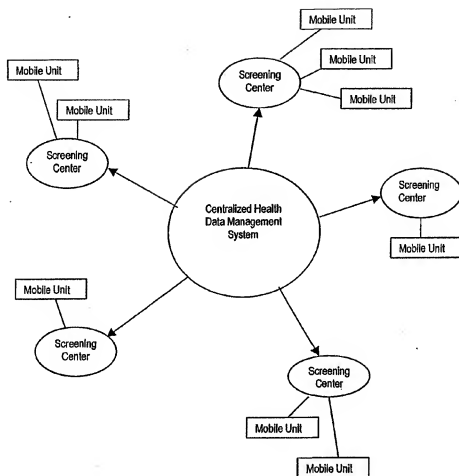 Mobile Unit
Mobile Unit
Mobile Unit
Mobile Unit
Mobile Unit
Screening
Center
Screening
Center
Screening
Center
Mobile Unit
Centralized Health
Data Management
System
Mobile Unit
Screening
Center
Screening
Center
Mobile Unit
Mobile Unit